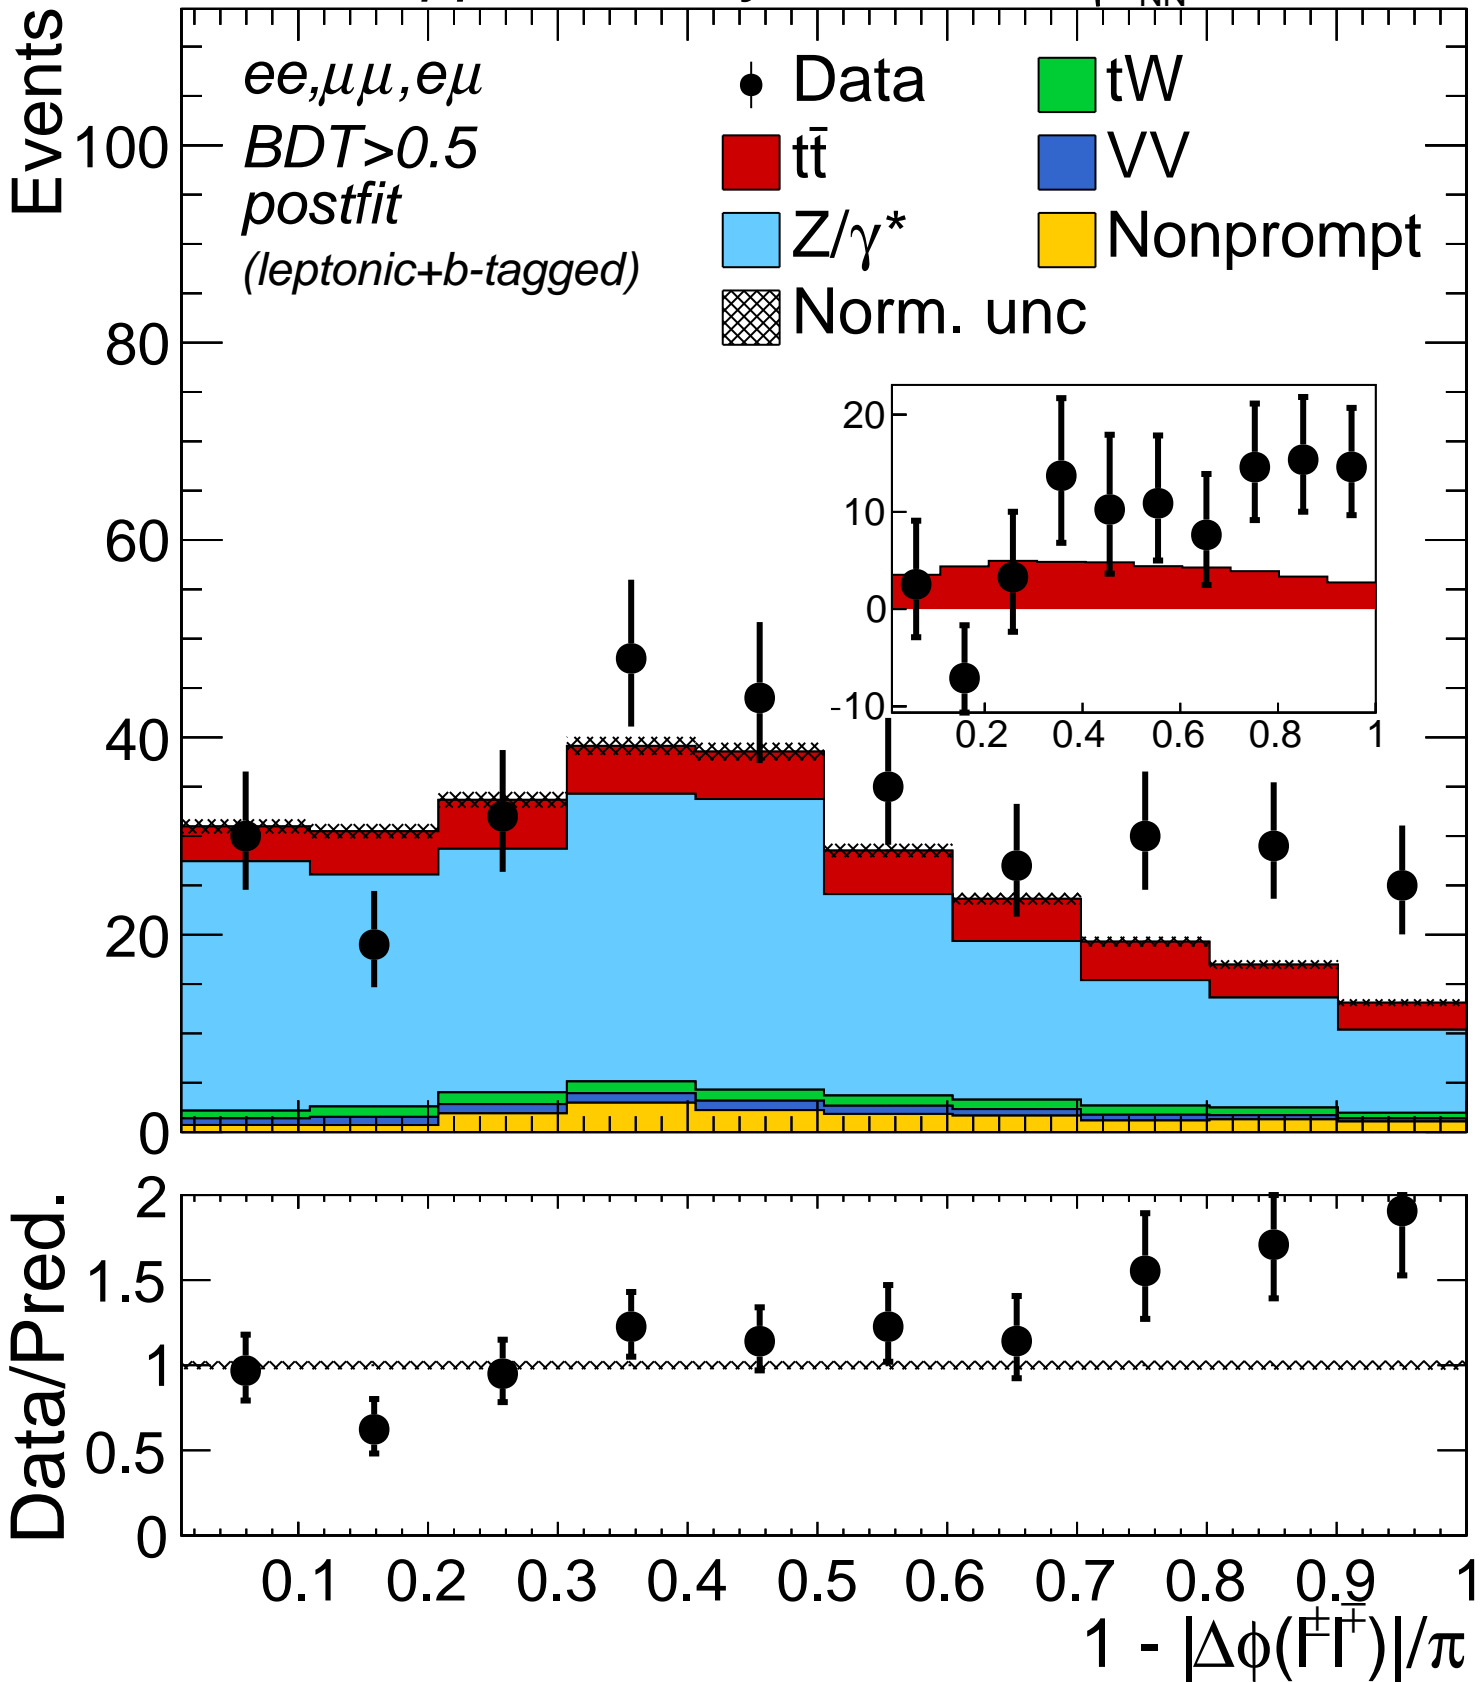 Events
ee,μμ,eμ
BDT>0.5
postfit
(leptonic+b-tagged)
Data
tW
tt̄
VV
Z/γ*
Nonprompt
Norm. unc
100
80
60
40
20
0
20
10
0
-10
0.2 0.4 0.6 0.8 1
Data/Pred.
2
1.5
1
0.5
0
0.1 0.2 0.3 0.4 0.5 0.6 0.7 0.8 0.9 1
1 - |Δϕ(l±l∓)|/π